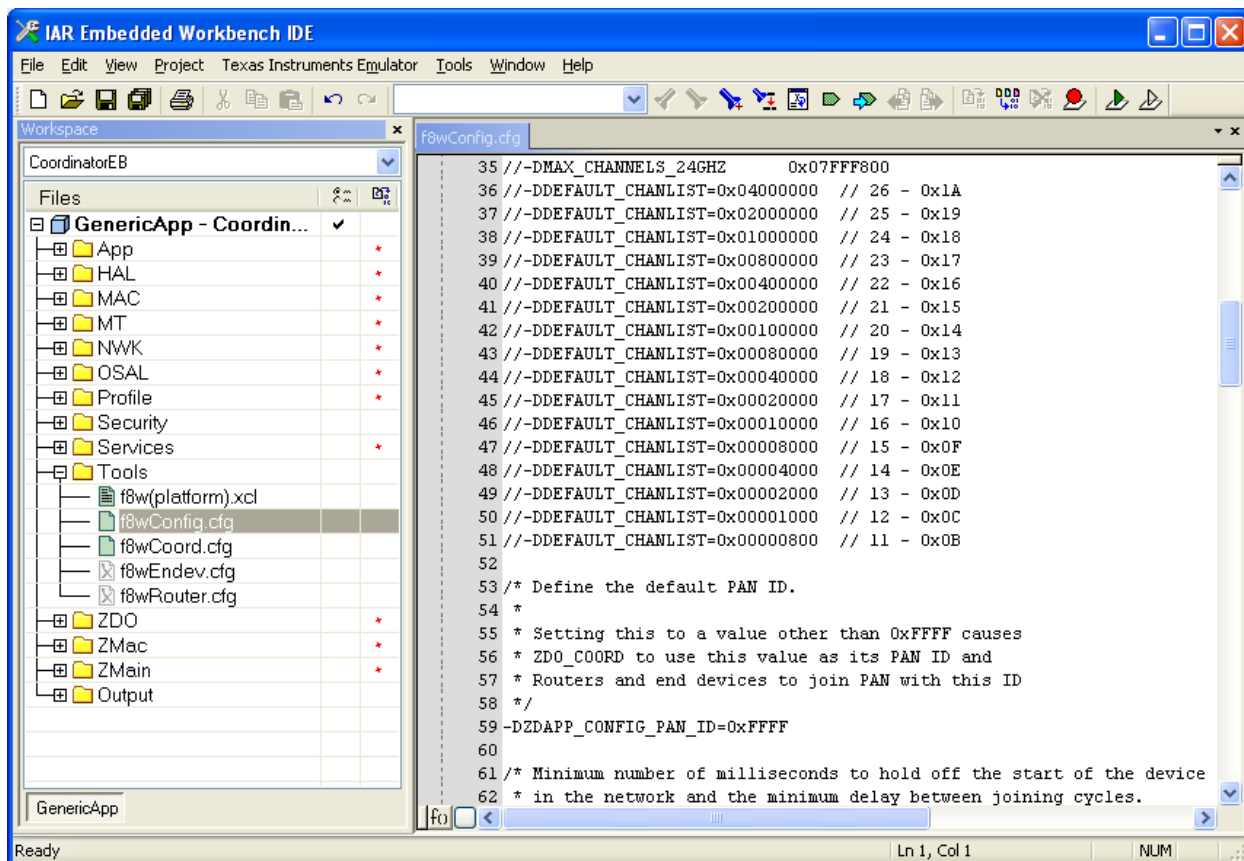 IAR Embedded Workbench IDE
File Edit View Project Texas Instruments Emulator Tools Window Help
Workspace
CoordinatorEB
Files
GenericApp - Coordin...
App
HAL
MAC
MT
NWK
OSAL
Profile
Security
Services
Tools
f8w(platform).xcl
f8wConfig.cfg
f8wCoord.cfg
f8wEndev.cfg
f8wRouter.cfg
ZDO
ZMac
ZMain
Output
GenericApp
f8wConfig.cfg
35 //-DMAX_CHANNELS_24GHZ 0x07FFF800
36 //-DDEFAULT_CHANLIST=0x04000000 // 26 - 0x1A
37 //-DDEFAULT_CHANLIST=0x02000000 // 25 - 0x19
38 //-DDEFAULT_CHANLIST=0x01000000 // 24 - 0x18
39 //-DDEFAULT_CHANLIST=0x00800000 // 23 - 0x17
40 //-DDEFAULT_CHANLIST=0x00400000 // 22 - 0x16
41 //-DDEFAULT_CHANLIST=0x00200000 // 21 - 0x15
42 //-DDEFAULT_CHANLIST=0x00100000 // 20 - 0x14
43 //-DDEFAULT_CHANLIST=0x00080000 // 19 - 0x13
44 //-DDEFAULT_CHANLIST=0x00040000 // 18 - 0x12
45 //-DDEFAULT_CHANLIST=0x00020000 // 17 - 0x11
46 //-DDEFAULT_CHANLIST=0x00010000 // 16 - 0x10
47 //-DDEFAULT_CHANLIST=0x00008000 // 15 - 0x0F
48 //-DDEFAULT_CHANLIST=0x00004000 // 14 - 0x0E
49 //-DDEFAULT_CHANLIST=0x00002000 // 13 - 0x0D
50 //-DDEFAULT_CHANLIST=0x00001000 // 12 - 0x0C
51 //-DDEFAULT_CHANLIST=0x00000800 // 11 - 0x0B
52
53 /* Define the default PAN ID.
54 *
55 * Setting this to a value other than 0xFFFF causes
56 * ZDO_COORD to use this value as its PAN ID and
57 * Routers and end devices to join PAN with this ID
58 */
59 -DZDAPP_CONFIG_PAN_ID=0xFFFF
60
61 /* Minimum number of milliseconds to hold off the start of the device
62 * in the network and the minimum delay between joining cycles.
Ready
Ln 1, Col 1
NUM